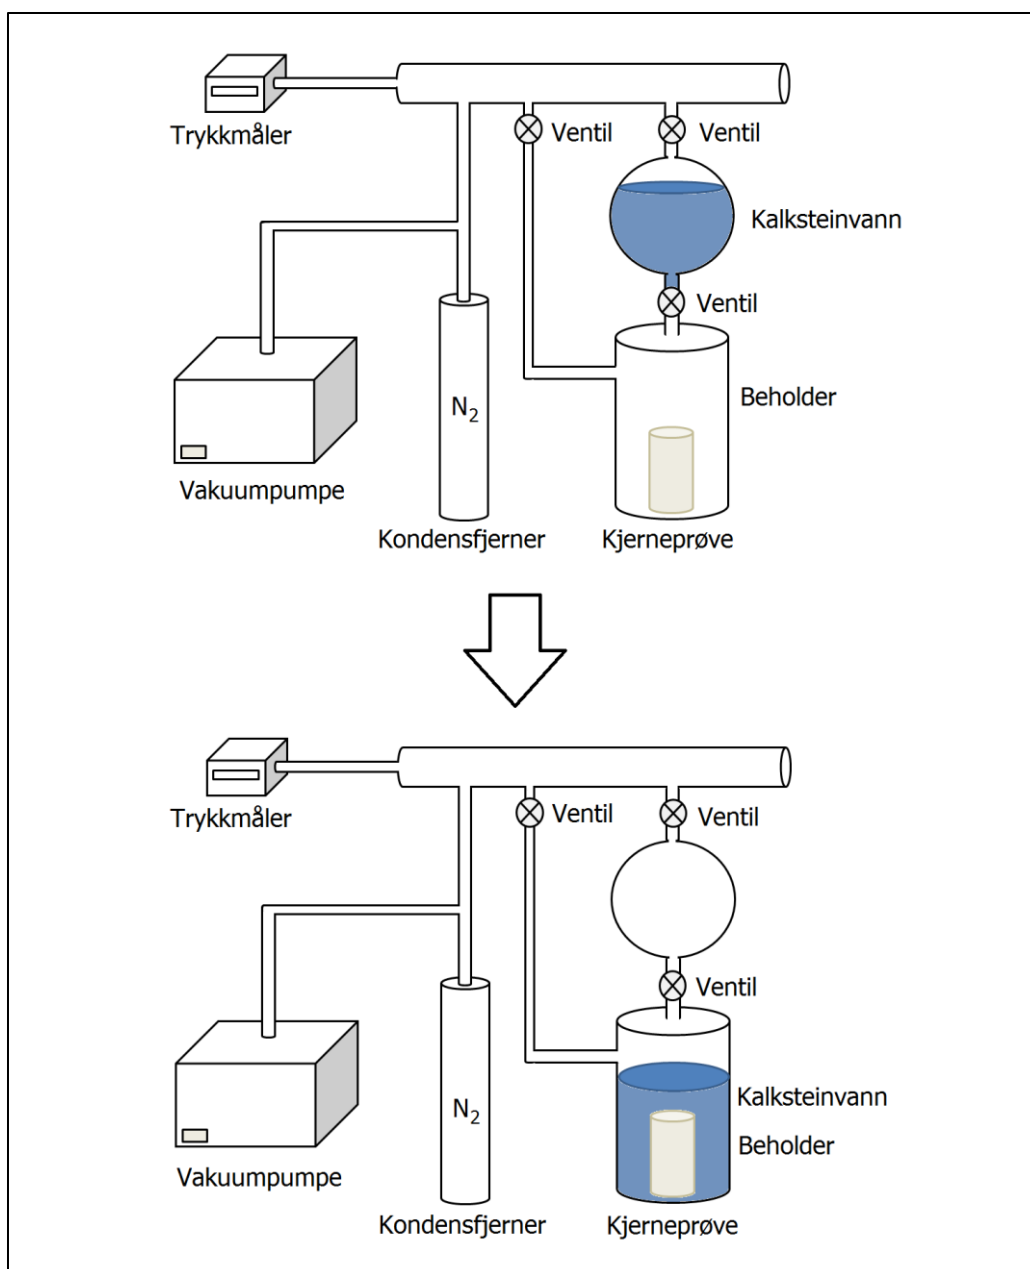 Trykkmåler
Ventil
Ventil
Kalksteinvann
Ventil
Beholder
N2
Vakuumpumpe
Kondensfjerner
Kjerneprøve
Trykkmåler
Ventil
Ventil
Ventil
Kalksteinvann
N2
Beholder
Vakuumpumpe
Kondensfjerner
Kjerneprøve